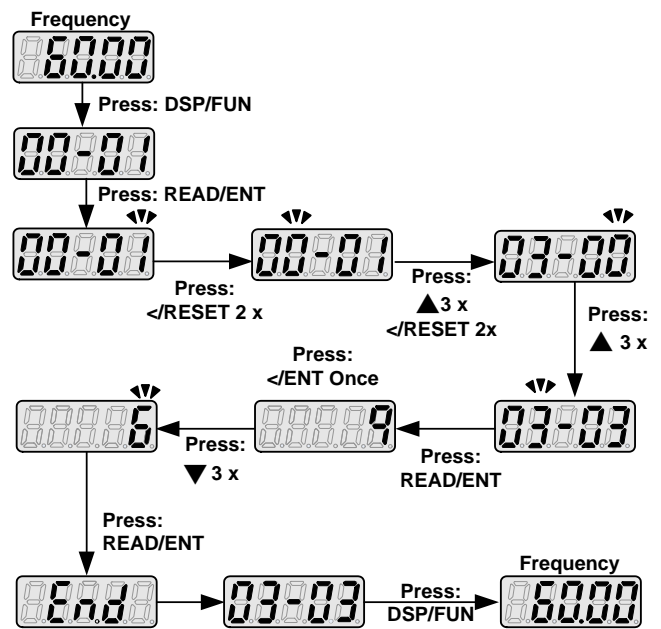 Frequency
60.00
Press: DSP/FUN
00-01
Press: READ/ENT
00-01
Press:
</RESET 2 x
00-01
Press:
▲3 x
</RESET 2x
03-00
Press:
▲ 3 x
03-03
Press:
READ/ENT
9
Press:
</ENT Once
Press:
▼ 3 x
6
Press:
READ/ENT
End
03-03
Press:
DSP/FUN
Frequency
60.00